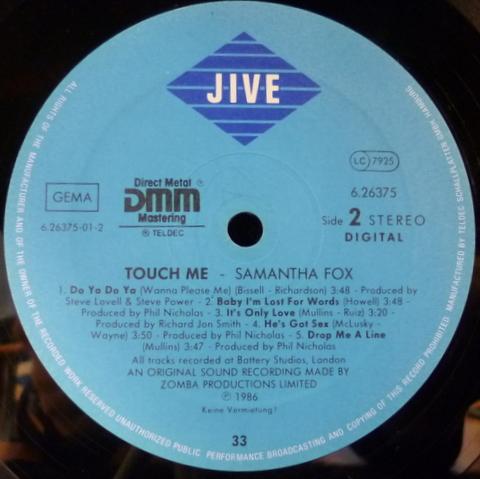 JIVE
LC 7925
GEMA
6.26375-01-2
Direct Metal ®
DMM
Mastering
® TELDEC
6.26375
Side 2 STEREO
DIGITAL
TOUCH ME - SAMANTHA FOX
1. Do Ya Do Ya (Wanna Please Me) (Bissell - Richardson) 3:48 - Produced by
Steve Lovell & Steve Power - 2. Baby I'm Lost For Words (Howell) 3:48 -
Produced by Phil Nicholas - 3. It's Only Love (Mullins - Ruiz) 3:20 -
Produced by Richard Jon Smith - 4. He's Got Sex (McLusky -
Wayne) 3:50 - Produced by Phil Nicholas - 5. Drop Me A Line
(Mullins) 3:47 - Produced by Phil Nicholas
All tracks recorded at Battery Studios, London
AN ORIGINAL SOUND RECORDING MADE BY
ZOMBA PRODUCTIONS LIMITED
℗ 1986
Keine Vermietung!
33
ALL RIGHTS OF THE MANUFACTURER AND OF THE OWNER OF THE RECORDED WORK RESERVED UNAUTHORIZED PUBLIC PERFORMANCE BROADCASTING AND COPYING OF THIS RECORD PROHIBITED. MANUFACTURED BY TELDEC SCHALLPLATTEN GMBH HAMBURG